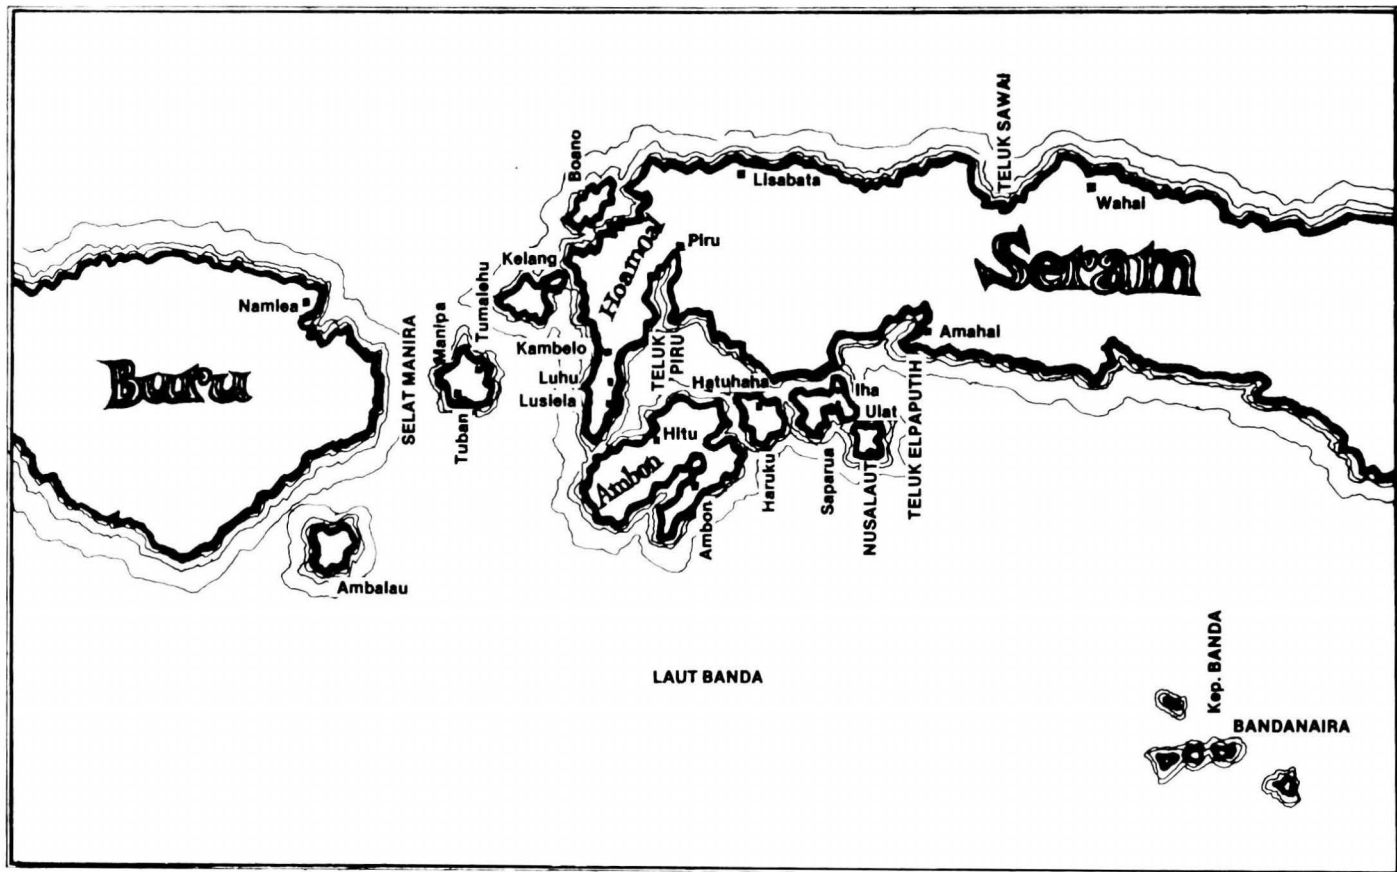 TELUK SAWAI
Boano
Lisabata
Wahai
Hoamoal
Piru
Seram
Kelang
Tumalehu
Manipa
Namlea
SELAT MANIRA
Buru
Kambelo
Luhu
Luslela
TELUK
PIRU
Amahai
Hatuhaha
Iha
Ulat
TELUK ELPAPUTIH
Tuban
Hitu
Ambon
Ambon
Haruku
Saparua
NUSALAUT
Ambalau
LAUT BANDA
Kep. BANDA
BANDANAIRA